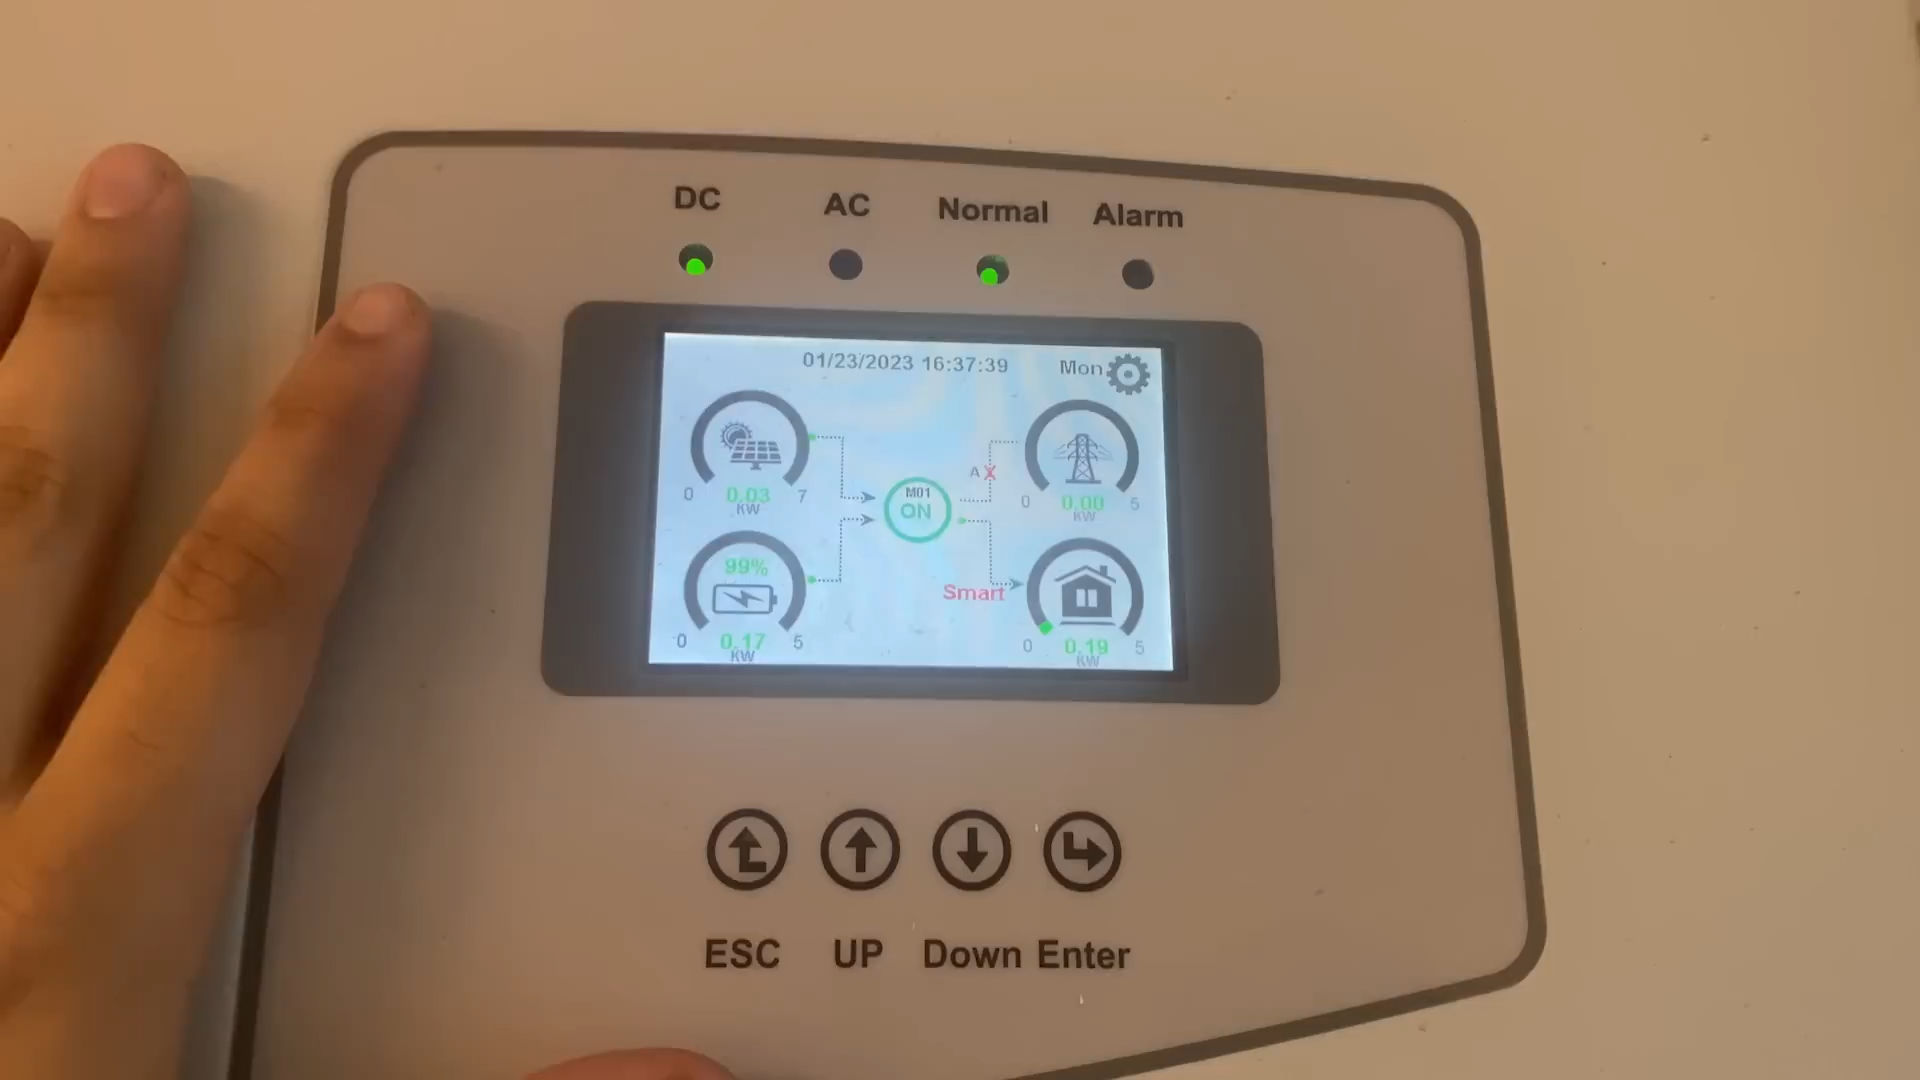 DC AC Normal Alarm
01/23/2023 16:37:39 Mon
0 0.03 7
KW
M01
ON
A X
0 0.00 5
KW
99%
0 0.17 5
KW
Smart
0 0.19 5
KW
ESC UP Down Enter